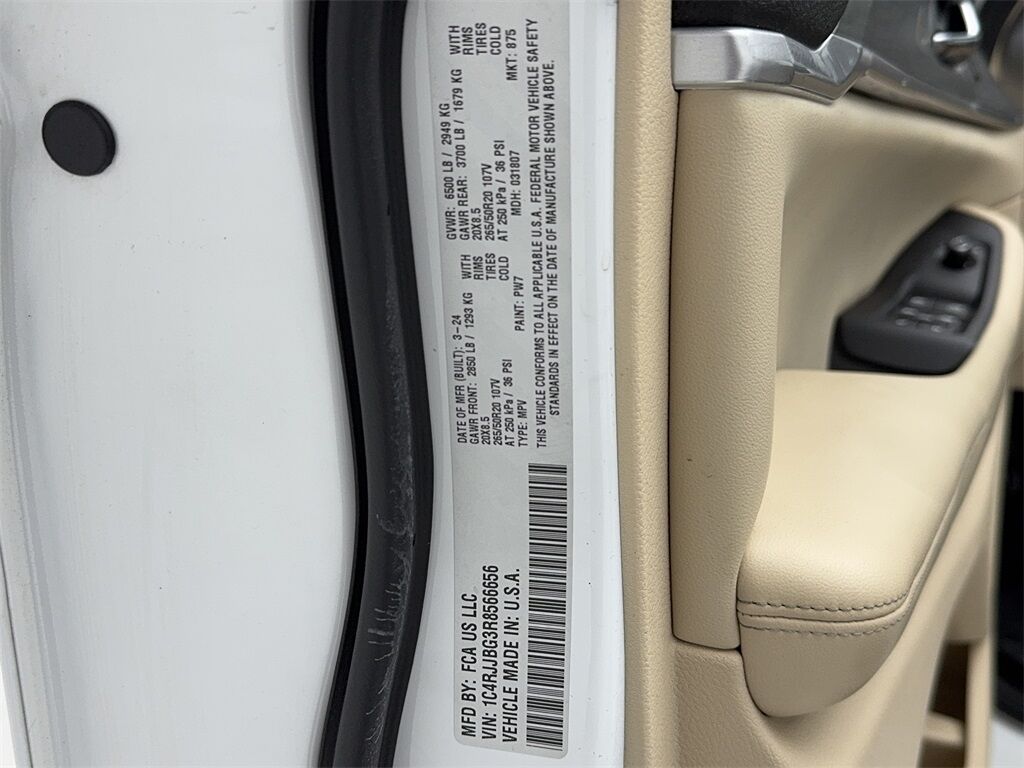 MFD BY: FCA US LLC
VIN: 1C4RJJBG3R8566656
VEHICLE MADE IN: U.S.A.
DATE OF MFR (BUILT): 3-24
GAWR FRONT: 2850 LB / 1293 KG WITH
20X8.5 RIMS
265/50R20 107V TIRES
AT 250 kPa / 36 PSI COLD
TYPE: MPV PAINT: PW7
GVWR: 6500 LB / 2949 KG
GAWR REAR: 3700 LB / 1679 KG WITH
20X8.5 RIMS
265/50R20 107V TIRES
AT 250 kPa / 36 PSI COLD
MDH: 031807 MKT: 875
THIS VEHICLE CONFORMS TO ALL APPLICABLE U.S.A. FEDERAL MOTOR VEHICLE SAFETY
STANDARDS IN EFFECT ON THE DATE OF MANUFACTURE SHOWN ABOVE.